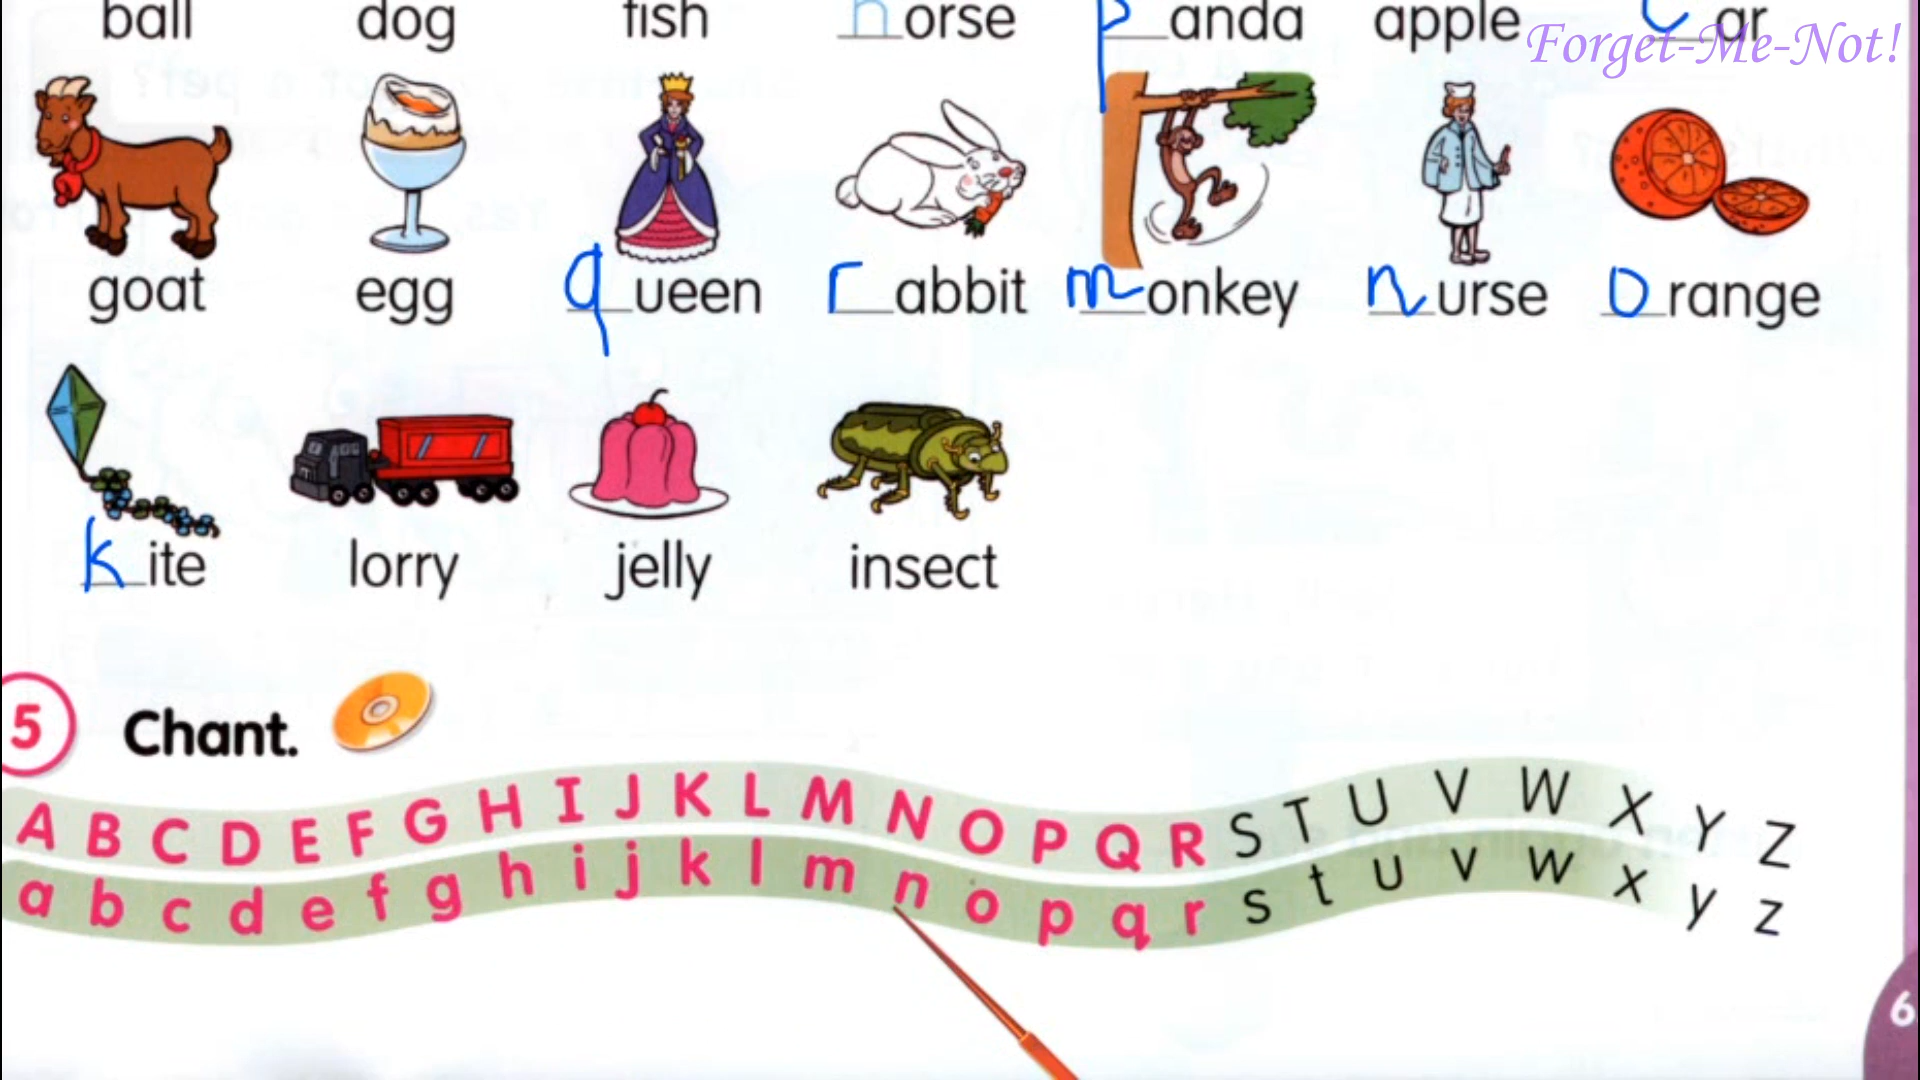 ball dog fish horse panda apple car
Forget-Me-Not!
goat egg queen rabbit monkey nurse orange
kite lorry jelly insect
5 Chant.
A B C D E F G H I J K L M N O P Q R S T U V W X Y Z
a b c d e f g h i j k l m n o p q r s t u v w x y z
6